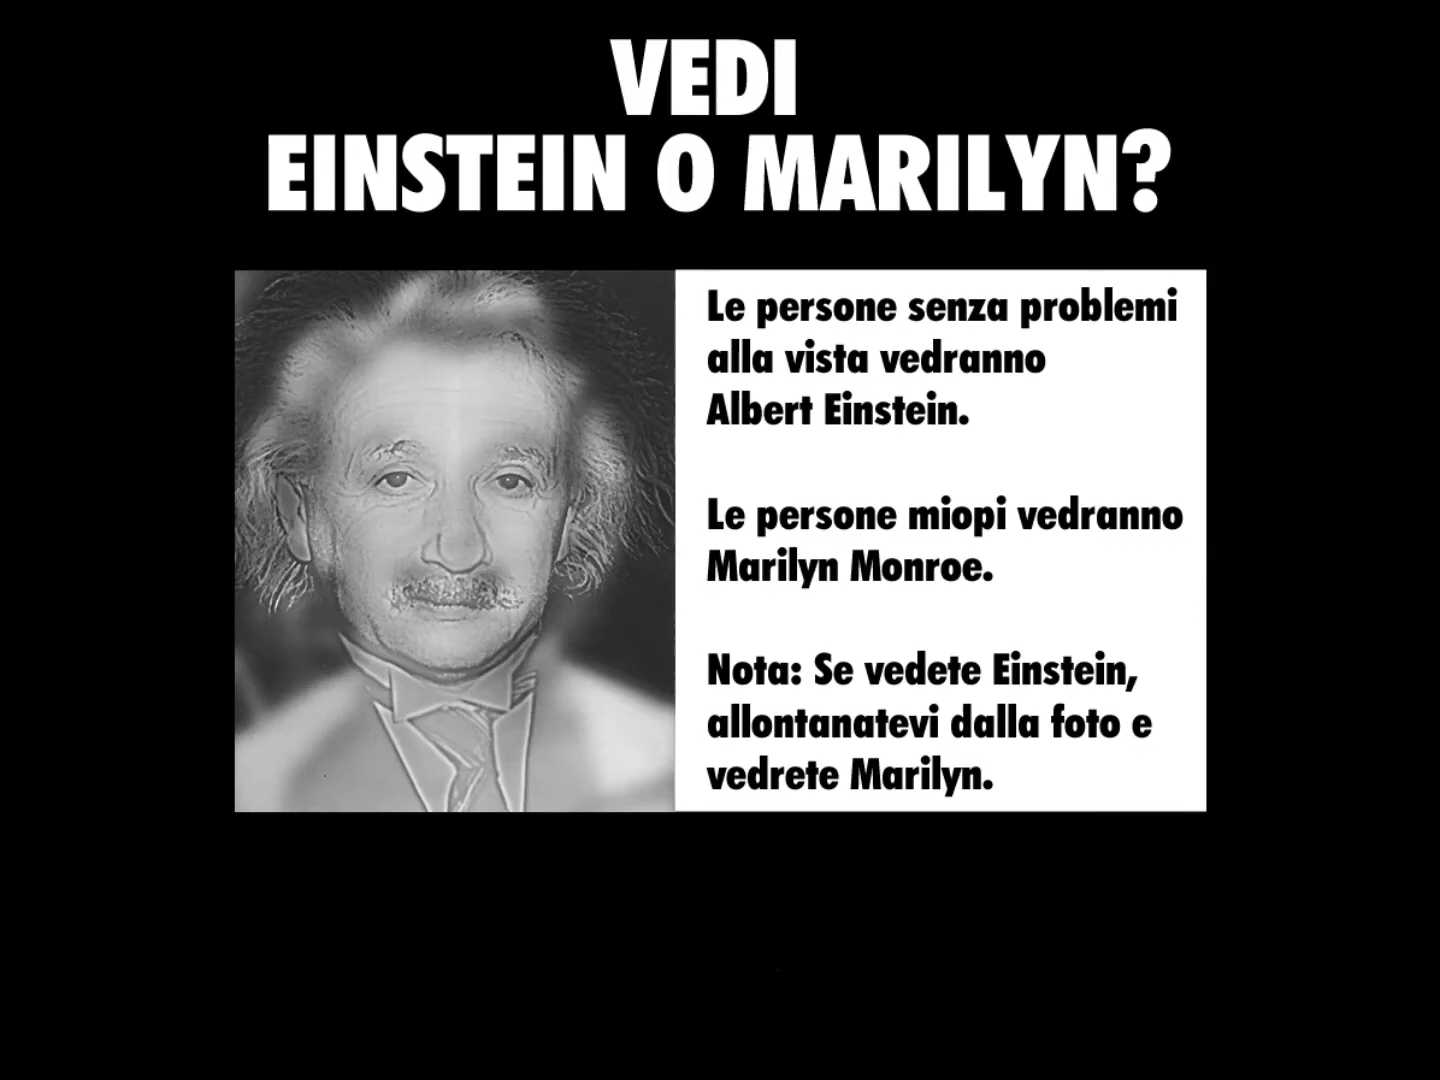 VEDI
EINSTEIN O MARILYN?
Le persone senza problemi
alla vista vedranno
Albert Einstein.
Le persone miopi vedranno
Marilyn Monroe.
Nota: Se vedete Einstein,
allontanatevi dalla foto e
vedrete Marilyn.